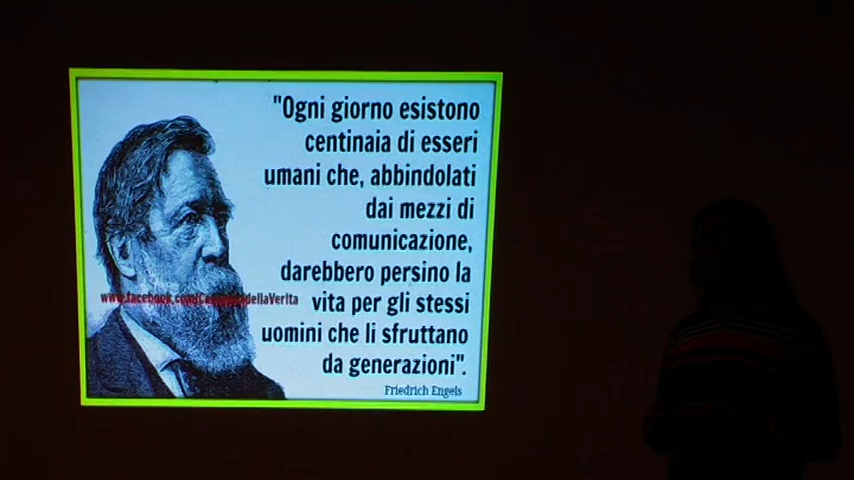 "Ogni giorno esistono
centinaia di esseri
umani che, abbindolati
dai mezzi di
comunicazione,
darebbero persino la
vita per gli stessi
uomini che li sfruttano
da generazioni".
Friedrich Engels